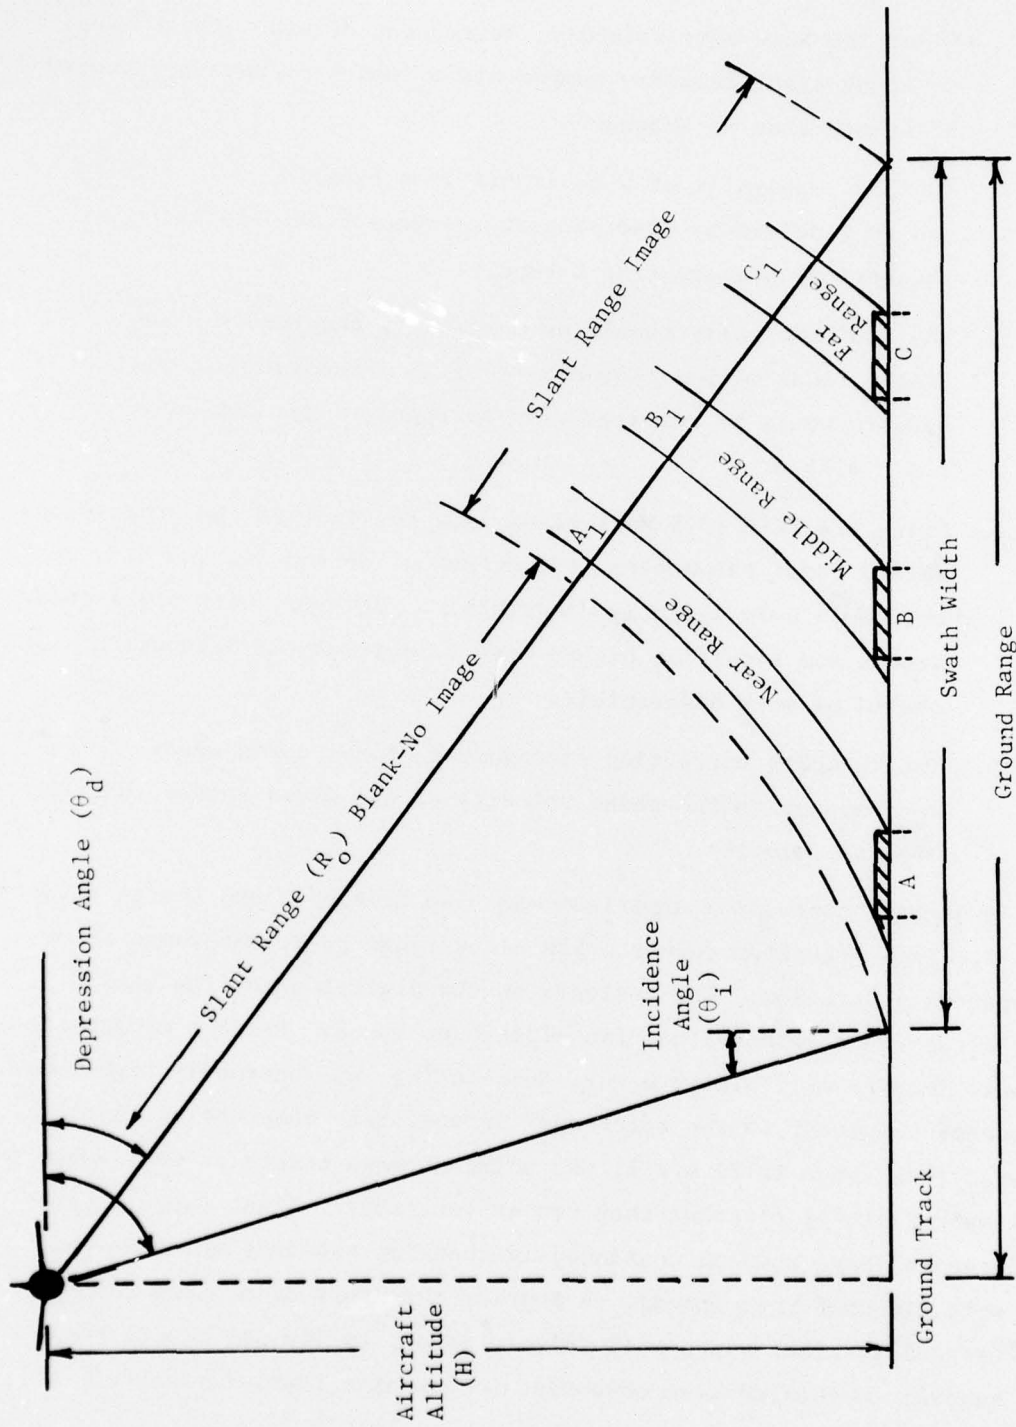 Depression Angle (θd)
Slant Range (Ro) Blank-No Image
Slant Range Image
A1
B1
C1
Near Range
Middle Range
Far
Range
Incidence
Angle
(θi)
A
B
C
Aircraft
Altitude
(H)
Ground Track
Swath Width
Ground Range